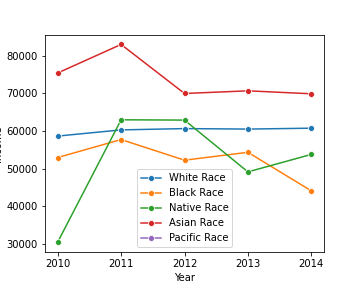 80000
70000
60000
50000
40000
30000
White Race
Black Race
Native Race
Asian Race
Pacific Race
2010 2011 2012 2013 2014
Year